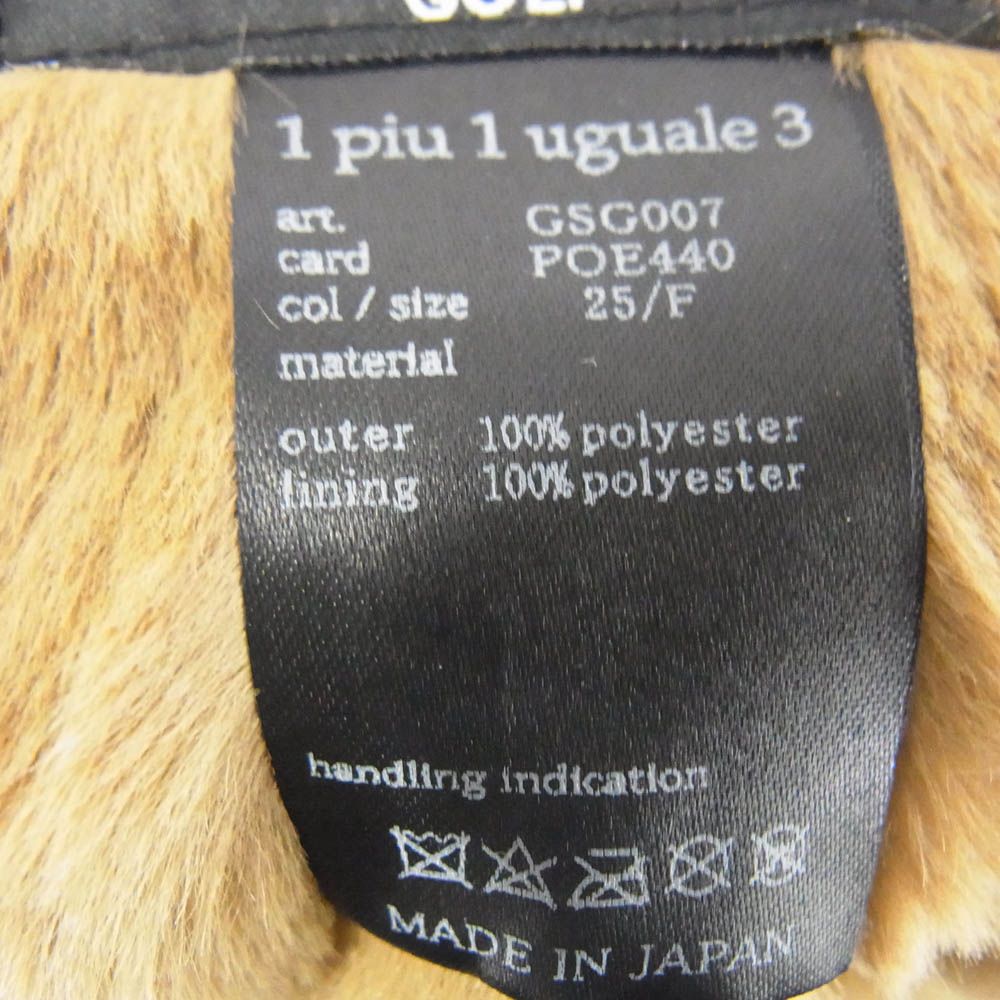 GOLF
1 piu 1 uguale 3
art. GSG007
card POE440
col / size 25/F
material
outer 100% polyester
lining 100% polyester
handling indication
MADE IN JAPAN